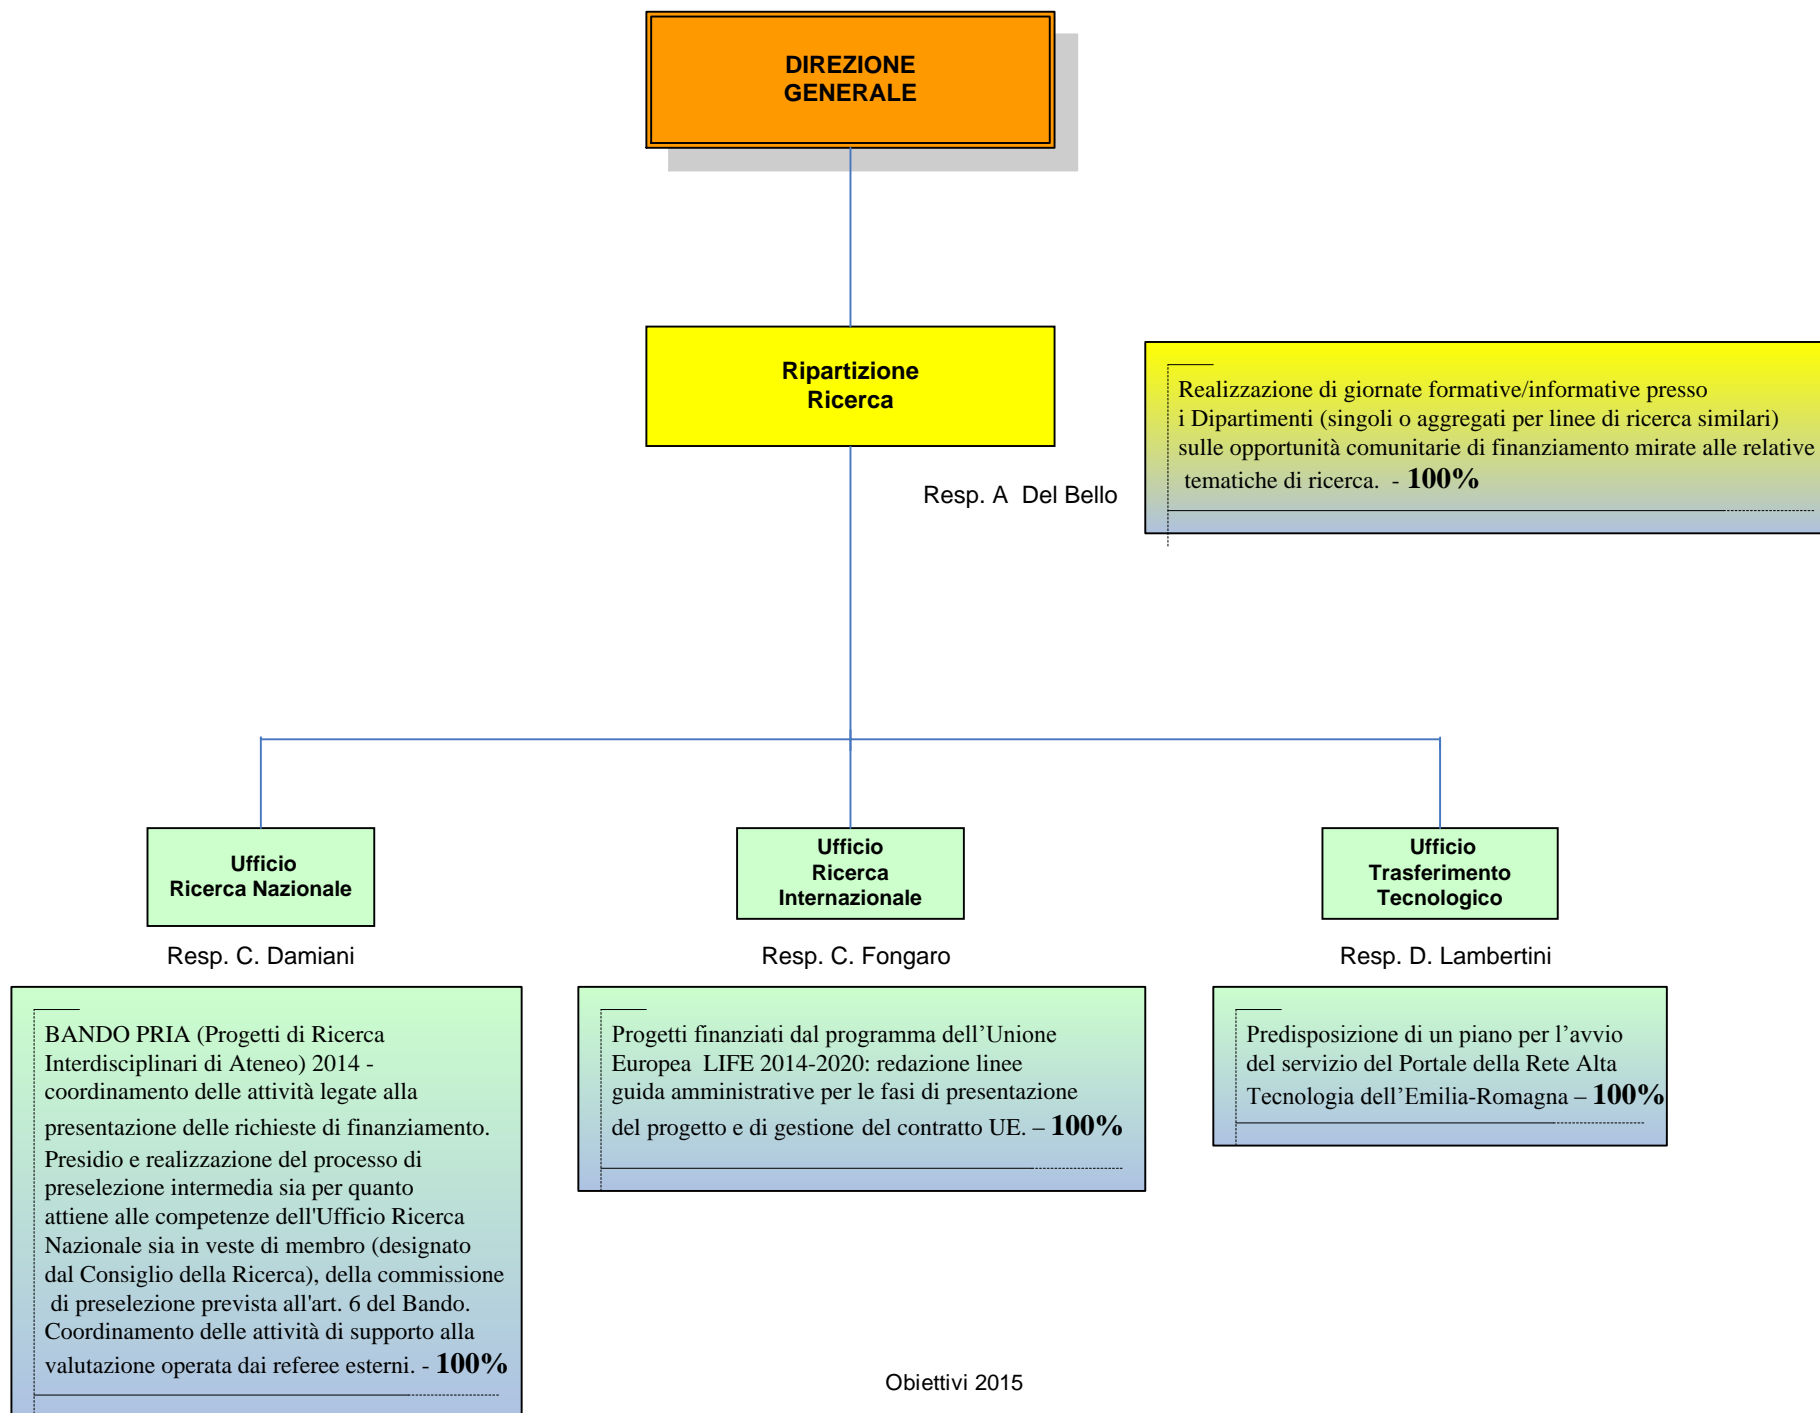 DIREZIONE
GENERALE
Ripartizione
Ricerca
Resp. A  Del Bello
Realizzazione di giornate formative/informative presso
i Dipartimenti (singoli o aggregati per linee di ricerca similari)
sulle opportunità comunitarie di finanziamento mirate alle relative
tematiche di ricerca.  - 100%
Ufficio
Ricerca Nazionale
Resp. C. Damiani
BANDO PRIA (Progetti di Ricerca
Interdisciplinari di Ateneo) 2014 -
coordinamento delle attività legate alla
presentazione delle richieste di finanziamento.
Presidio e realizzazione del processo di
preselezione intermedia sia per quanto
attiene alle competenze dell'Ufficio Ricerca
Nazionale sia in veste di membro (designato
dal Consiglio della Ricerca), della commissione
di preselezione prevista all'art. 6 del Bando.
Coordinamento delle attività di supporto alla
valutazione operata dai referee esterni. - 100%
Ufficio
Ricerca
Internazionale
Resp. C. Fongaro
Progetti finanziati dal programma dell’Unione
Europea  LIFE 2014-2020: redazione linee
guida amministrative per le fasi di presentazione
del progetto e di gestione del contratto UE. – 100%
Ufficio
Trasferimento
Tecnologico
Resp. D. Lambertini
Predisposizione di un piano per l’avvio
del servizio del Portale della Rete Alta
Tecnologia dell’Emilia-Romagna – 100%
Obiettivi 2015